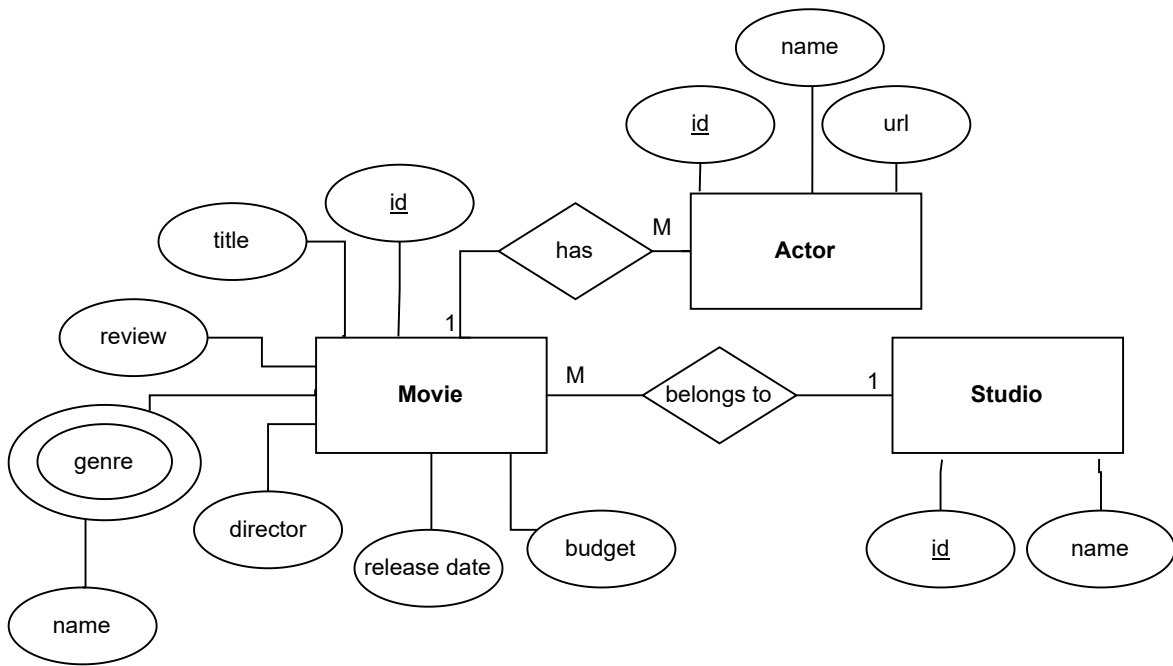 name
id
url
id
title
has
M
Actor
review
1
Movie
M
belongs to
1
Studio
genre
director
release date
budget
id
name
name